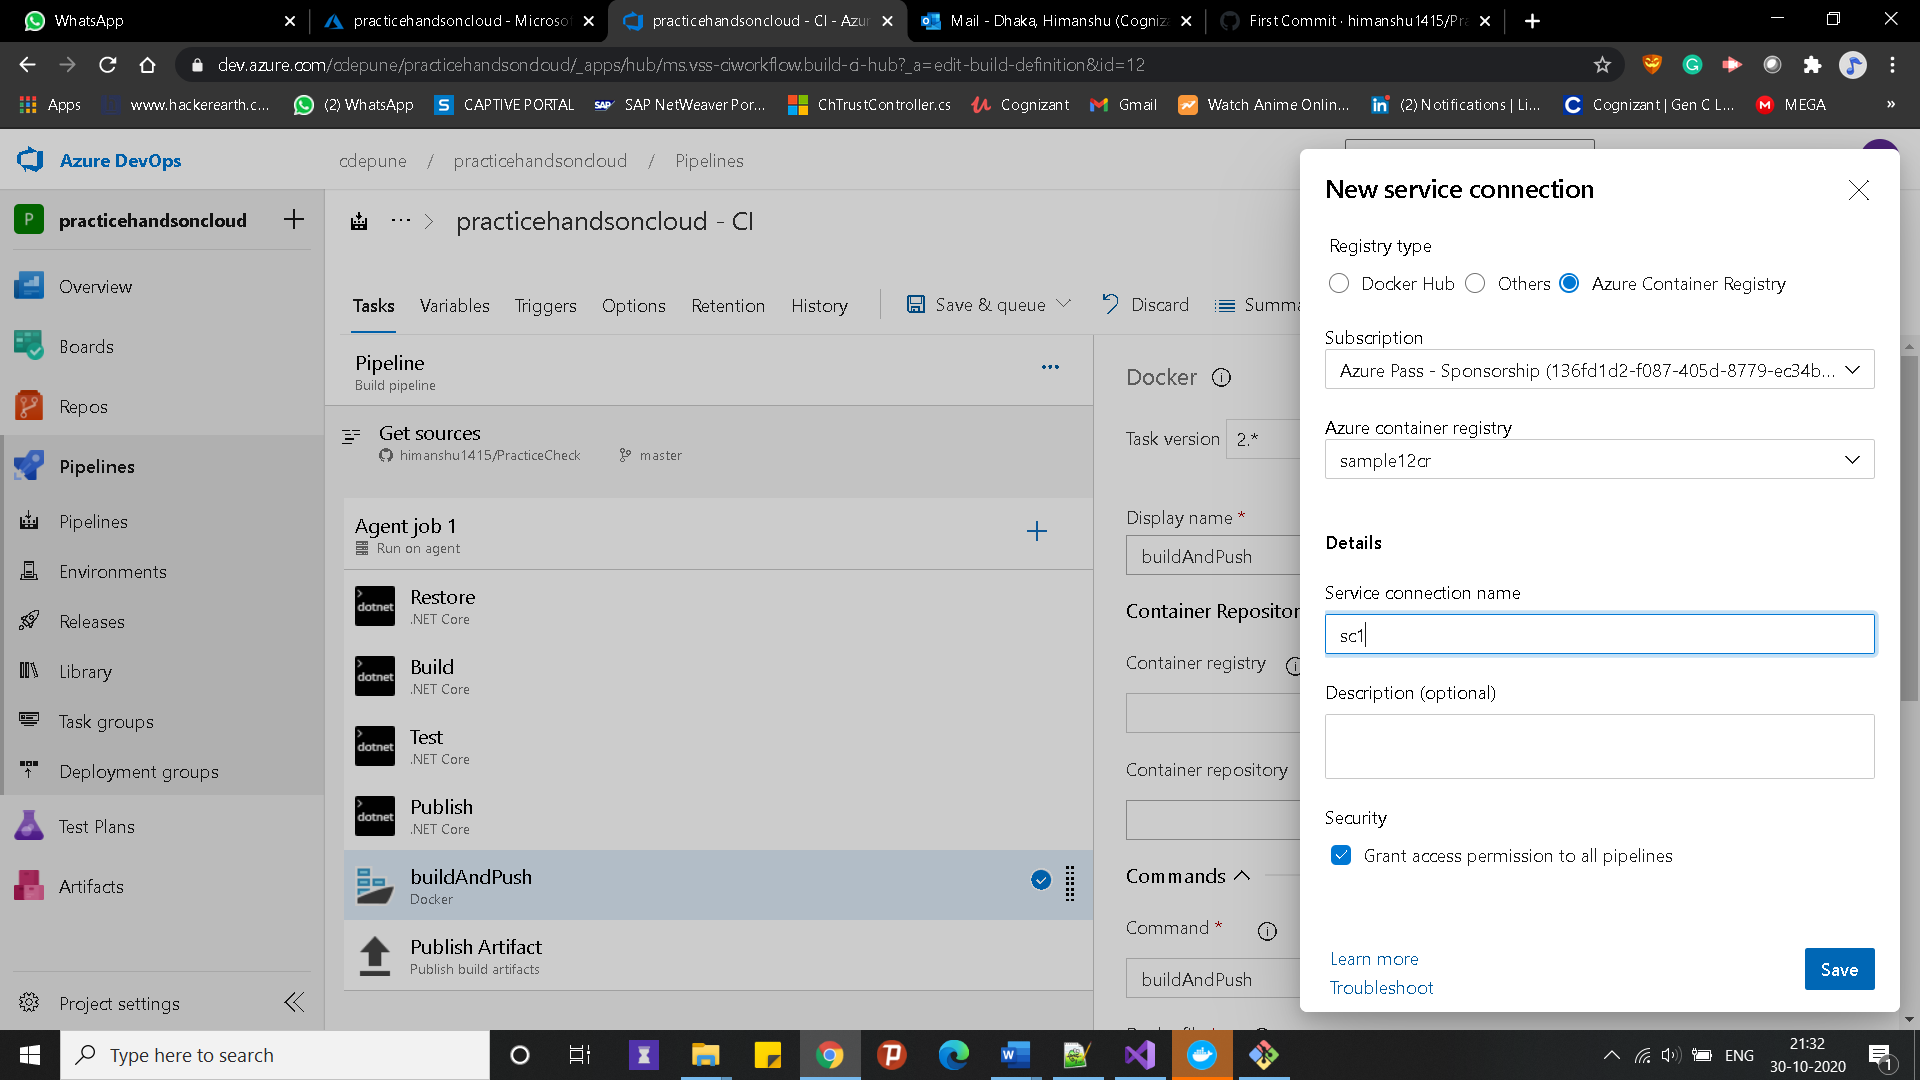 WhatsApp
practicehandsoncloud - Microso
practicehandsoncloud - CI - Azur
Mail - Dhaka, Himanshu (Cogniza
First Commit · himanshu1415/Pra
dev.azure.com/cdepune/practicehandsoncloud/_apps/hub/ms.vss-ciworkflow.build-ci-hub?_a=edit-build-definition&id=12
Apps
www.hackerearth.c...
(2) WhatsApp
CAPTIVE PORTAL
SAP NetWeaver Por...
ChTrustController.cs
Cognizant
Gmail
Watch Anime Onlin...
(2) Notifications | Li...
Cognizant | Gen C L...
MEGA
»
Azure DevOps
cdepune / practicehandsoncloud / Pipelines
P practicehandsoncloud
Overview
Boards
Repos
Pipelines
Pipelines
Environments
Releases
Library
Task groups
Deployment groups
Test Plans
Artifacts
Project settings
practicehandsoncloud - CI
Tasks Variables Triggers Options Retention History Save & queue Discard Summa
Pipeline
Build pipeline
Get sources
himanshu1415/PracticeCheck master
Agent job 1
Run on agent
dotnet Restore
.NET Core
dotnet Build
.NET Core
dotnet Test
.NET Core
dotnet Publish
.NET Core
buildAndPush
Docker
Publish Artifact
Publish build artifacts
Docker
Task version 2.*
Display name *
buildAndPush
Container Repositor
Container registry
Container repository
Commands
Command *
buildAndPush
New service connection
Registry type
Docker Hub Others Azure Container Registry
Subscription
Azure Pass - Sponsorship (136fd1d2-f087-405d-8779-ec34b...
Azure container registry
sample12cr
Details
Service connection name
sc1
Description (optional)
Security
Grant access permission to all pipelines
Learn more
Troubleshoot
Save
Type here to search
ENG
21:32
30-10-2020
1